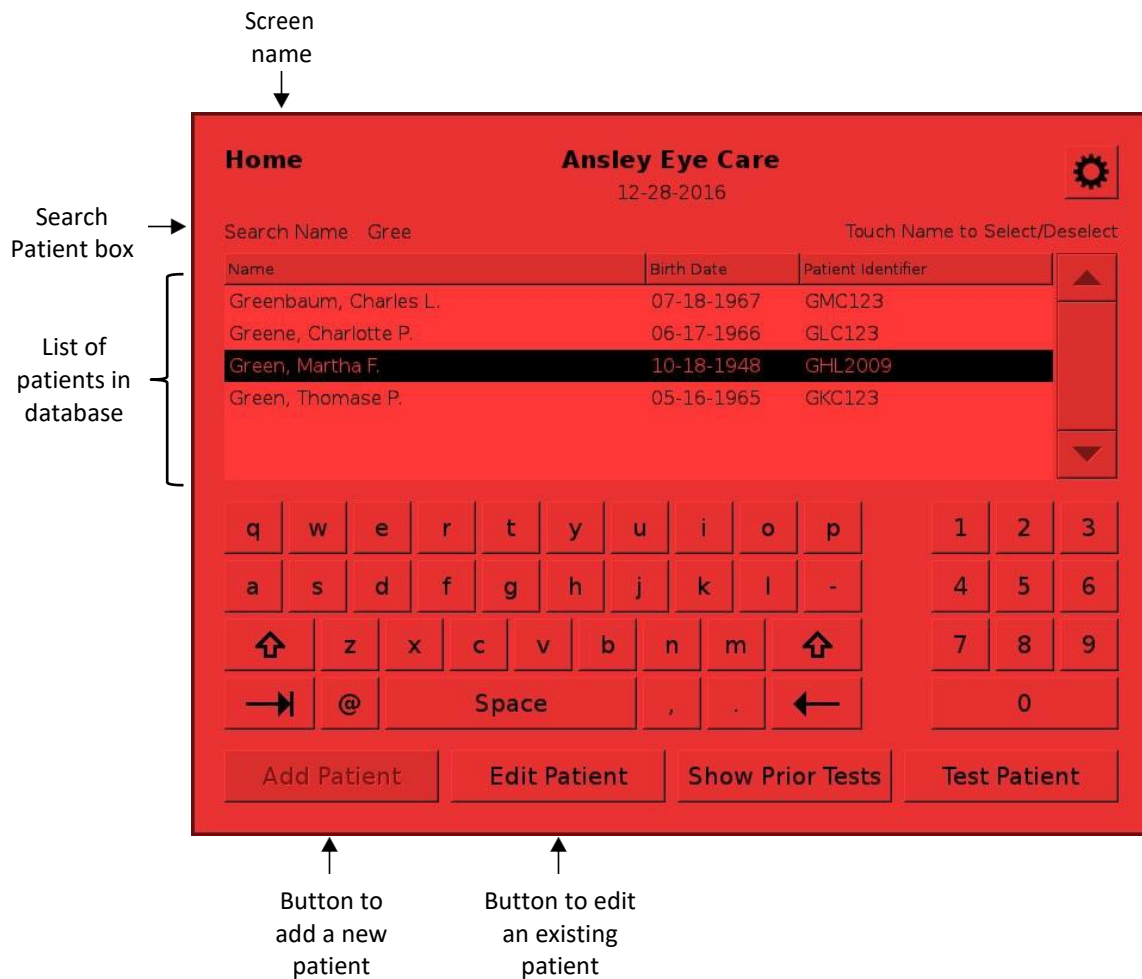 Screen
name
Home
Ansley Eye Care
12-28-2016
Search
Patient box
Search Name Gree
Touch Name to Select/Deselect
Name Birth Date Patient Identifier
Greenbaum, Charles L. 07-18-1967 GMC123
Greene, Charlotte P. 06-17-1966 GLC123
Green, Martha F. 10-18-1948 GHL2009
Green, Thomase P. 05-16-1965 GKC123
List of
patients in
database
q w e r t y u i o p 1 2 3
a s d f g h j k l - 4 5 6
z x c v b n m 7 8 9
@ Space , . 0
Add Patient Edit Patient Show Prior Tests Test Patient
Button to
add a new
patient
Button to edit
an existing
patient